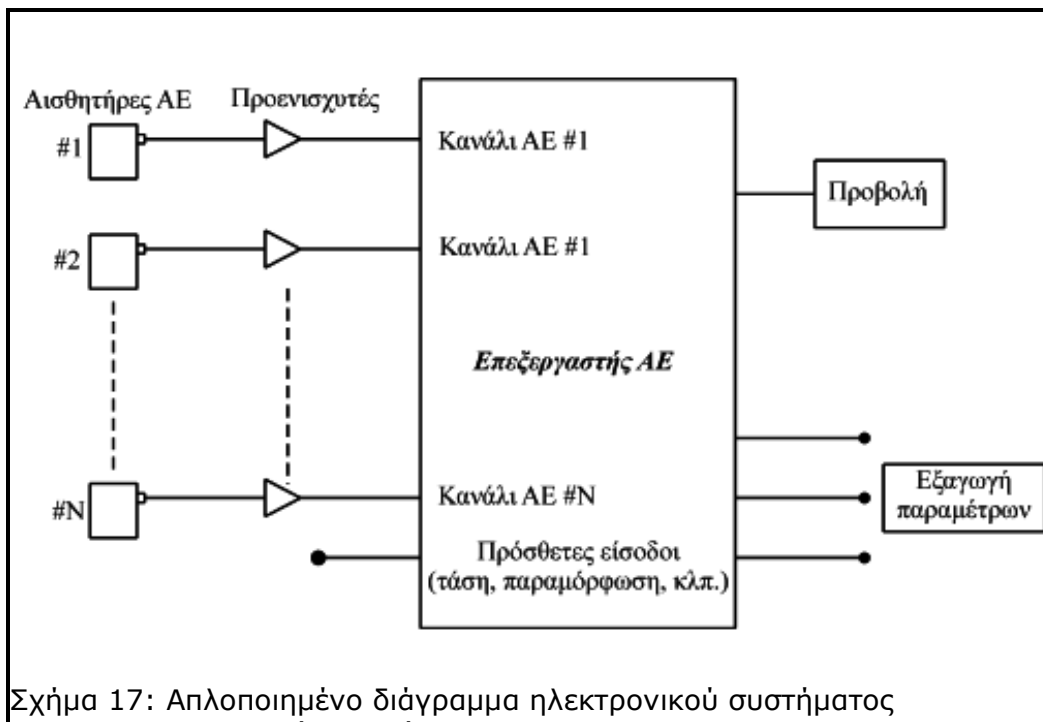 Αισθητήρες ΑΕ Προενισχυτές
#1 Κανάλι ΑΕ #1
Προβολή
#2 Κανάλι ΑΕ #1
Επεξεργαστής ΑΕ
#N Κανάλι ΑΕ #N
Εξαγωγή
παραμέτρων
Πρόσθετες είσοδοι
(τάση, παραμόρφωση, κλπ.)
Σχήμα 17: Απλοποιημένο διάγραμμα ηλεκτρονικού συστήματος